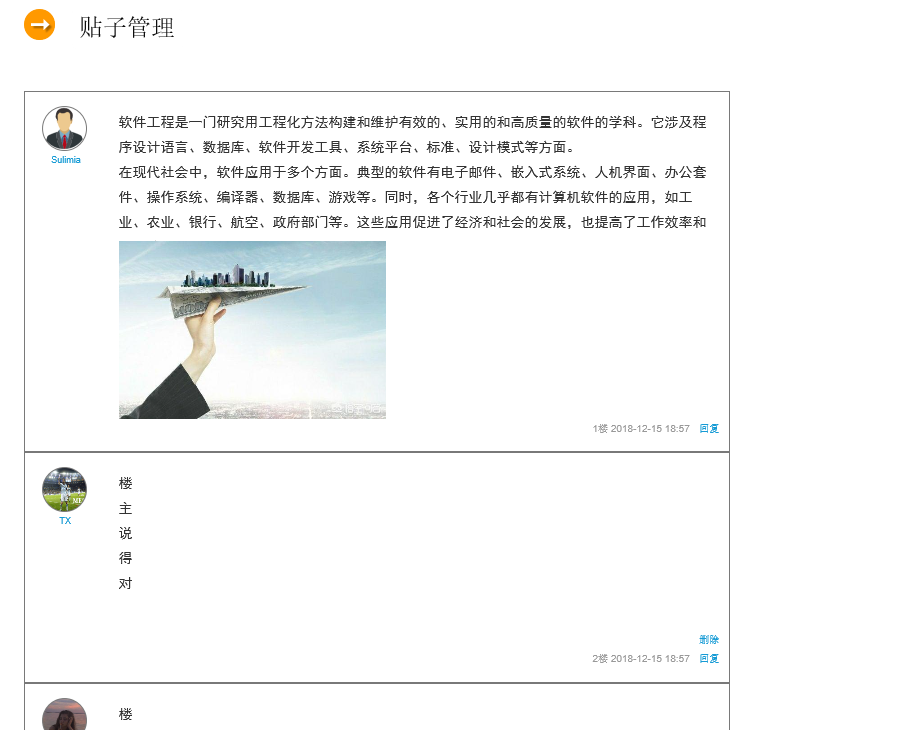 贴子管理
软件工程是一门研究用工程化方法构建和维护有效的、实用的和高质量的软件的学科。它涉及程
序设计语言、数据库、软件开发工具、系统平台、标准、设计模式等方面。
Sulimia
在现代社会中，软件应用于多个方面。典型的软件有电子邮件、嵌入式系统、人机界面、办公套
件、操作系统、编译器、数据库、游戏等。同时，各个行业几乎都有计算机软件的应用，如工
业、农业、银行、航空、政府部门等。这些应用促进了经济和社会的发展，也提高了工作效率和
1楼 2018-12-15 18:57 回复
TX
楼
主
说
得
对
删除
2楼 2018-12-15 18:57 回复
楼